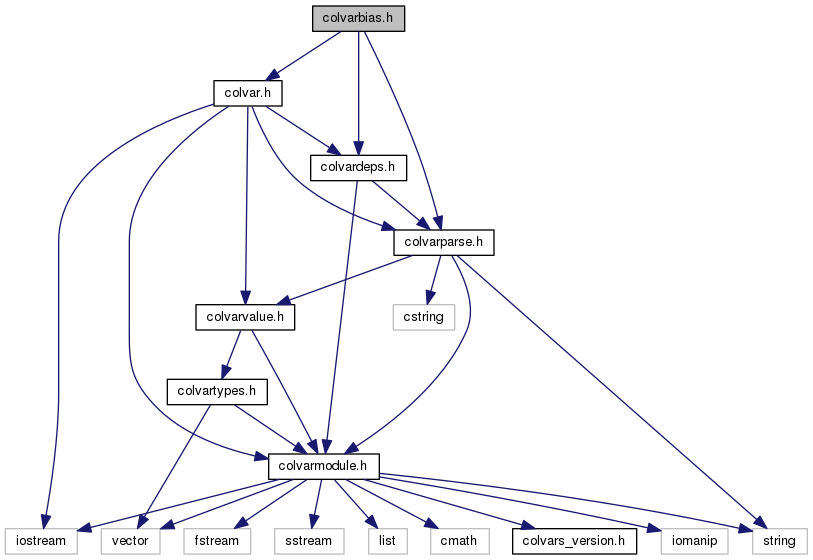 colvarbias.h
colvar.h
colvardeps.h
colvarparse.h
colvarvalue.h
cstring
colvartypes.h
colvarmodule.h
iostream
vector
fstream
sstream
list
cmath
colvars_version.h
iomanip
string